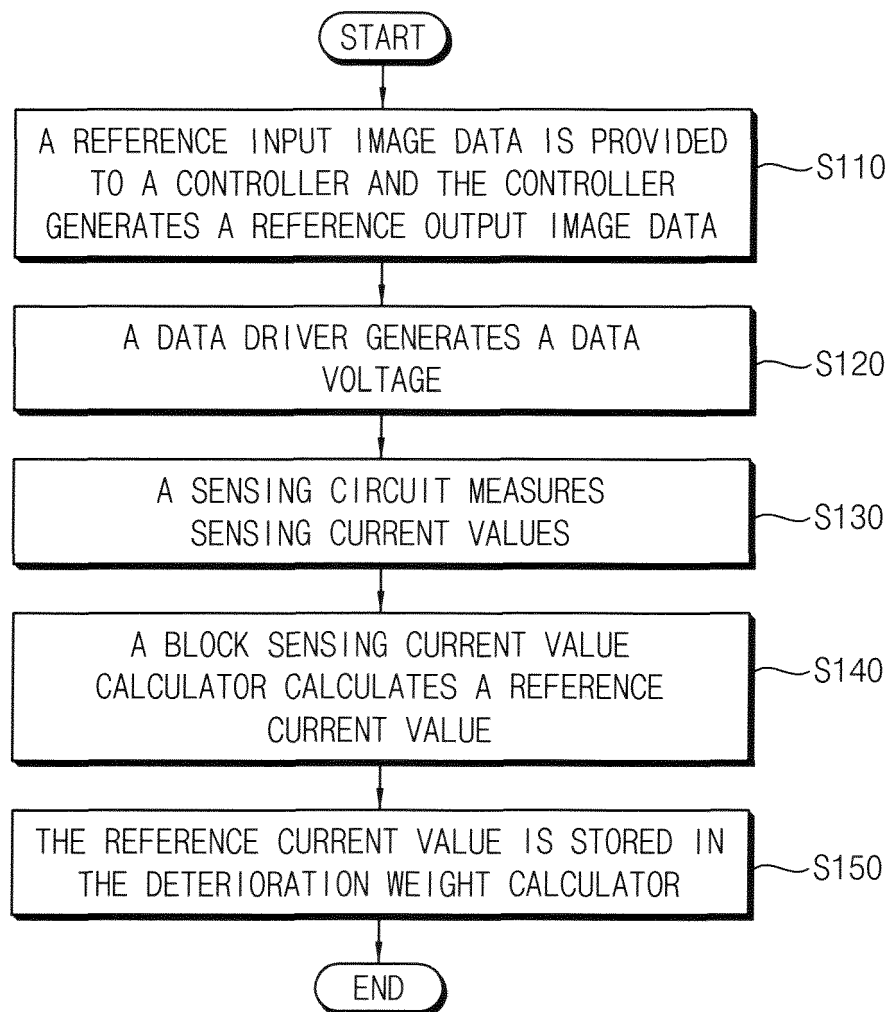 START
A REFERENCE INPUT IMAGE DATA IS PROVIDED
TO A CONTROLLER AND THE CONTROLLER
GENERATES A REFERENCE OUTPUT IMAGE DATA
S110
A DATA DRIVER GENERATES A DATA
VOLTAGE
S120
A SENSING CIRCUIT MEASURES
SENSING CURRENT VALUES
S130
A BLOCK SENSING CURRENT VALUE
CALCULATOR CALCULATES A REFERENCE
CURRENT VALUE
S140
THE REFERENCE CURRENT VALUE IS STORED IN
THE DETERIORATION WEIGHT CALCULATOR
S150
END